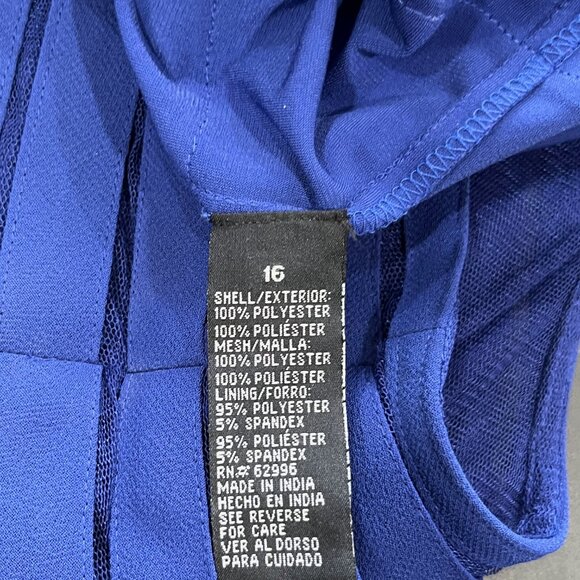 16
SHELL/EXTERIOR:
100% POLYESTER
100% POLIÉSTER
MESH/MALLA:
100% POLYESTER
100% POLIÉSTER
LINING/FORRO:
95% POLYESTER
5% SPANDEX
95% POLIÉSTER
5% SPANDEX
RN# 62996
MADE IN INDIA
HECHO EN INDIA
SEE REVERSE
FOR CARE
VER AL DORSO
PARA CUIDADO